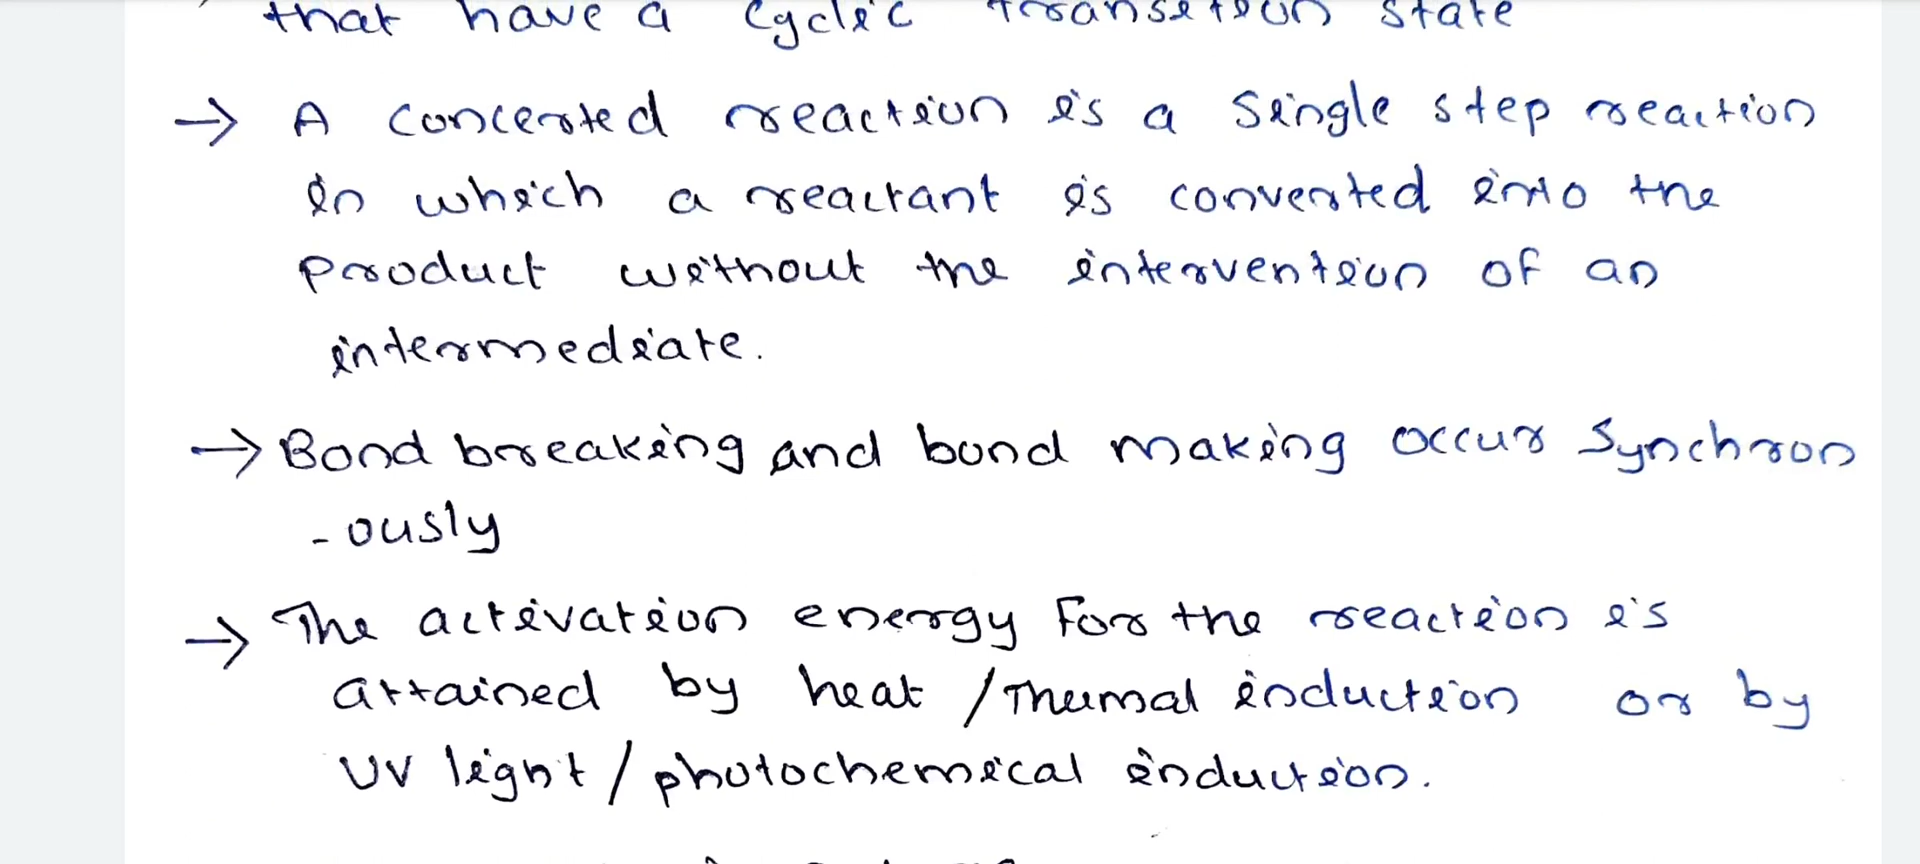 that have a cyclic transition state
→ A concerted reaction is a single step reaction
in which a reactant is converted into the
product without the intervention of an
intermediate.
→ Bond breaking and bond making occur synchron
- ously
→ The activation energy for the reaction is
attained by heat / Thermal induction or by
UV light / photochemical induction.